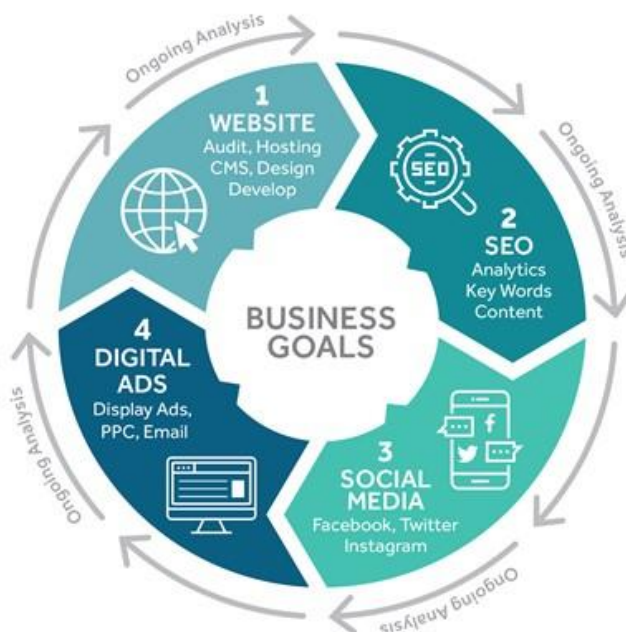 Ongoing Analysis
1
WEBSITE
Audit, Hosting
CMS, Design
Develop
SEO
Ongoing Analysis
2
SEO
Analytics
Key Words
Content
BUSINESS
GOALS
4
DIGITAL
ADS
Display Ads,
PPC, Email
3
SOCIAL
MEDIA
Facebook, Twitter
Instagram
f
Ongoing Analysis
Ongoing Analysis